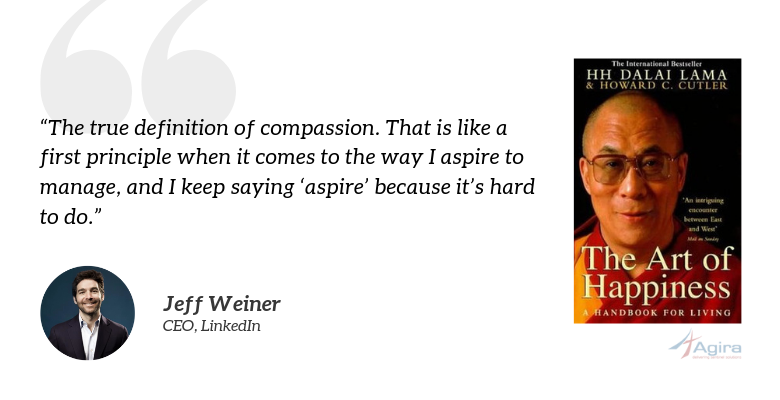 “The true definition of compassion. That is like a
first principle when it comes to the way I aspire to
manage, and I keep saying ‘aspire’ because it’s hard
to do.”
Jeff Weiner
CEO, LinkedIn
The International Bestseller
HH DALAI LAMA
& HOWARD C. CUTLER
'An intriguing
encounter
between East
and West'
Mail on Sunday
The Art of
Happiness
A HANDBOOK FOR LIVING
Agira